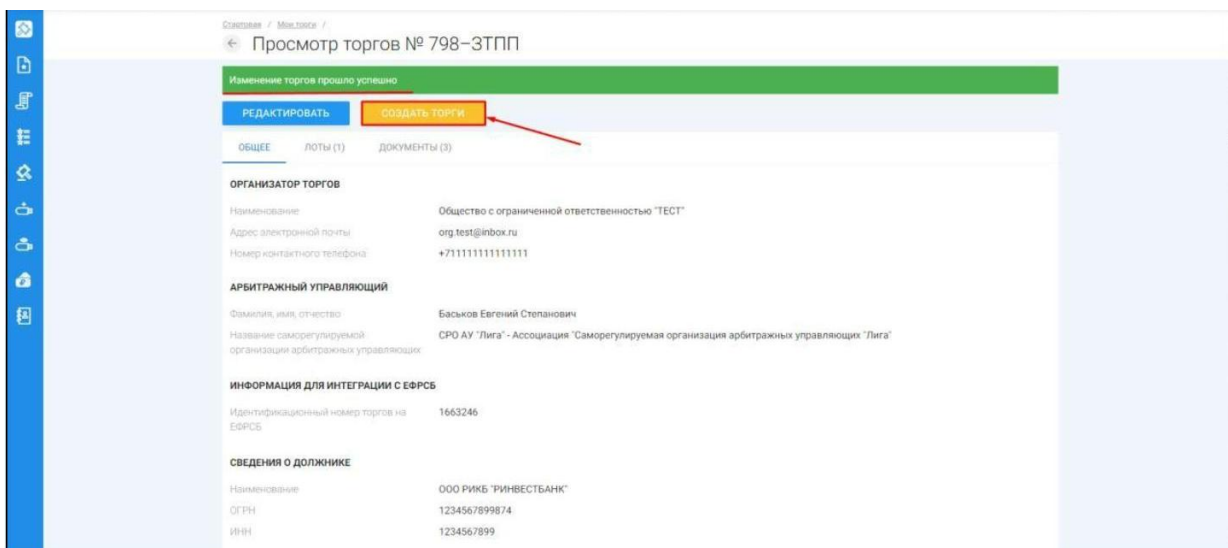 Стартовая / Мои торги /
← Просмотр торгов № 798–ЗТПП
Изменение торгов прошло успешно
РЕДАКТИРОВАТЬ СОЗДАТЬ ТОРГИ
ОБЩЕЕ ЛОТЫ (1) ДОКУМЕНТЫ (3)
ОРГАНИЗАТОР ТОРГОВ
Наименование Общество с ограниченной ответственностью "ТЕСТ"
Адрес электронной почты org.test@inbox.ru
Номер контактного телефона +711111111111111
АРБИТРАЖНЫЙ УПРАВЛЯЮЩИЙ
Фамилия, имя, отчество Баськов Евгений Степанович
Название саморегулируемой СРО АУ "Лига" - Ассоциация "Саморегулируемая организация арбитражных управляющих "Лига"
организации арбитражных управляющих
ИНФОРМАЦИЯ ДЛЯ ИНТЕГРАЦИИ С ЕФРСБ
Идентификационный номер торгов на 1663246
ЕФРСБ
СВЕДЕНИЯ О ДОЛЖНИКЕ
Наименование ООО РИКБ "РИНВЕСТБАНК"
ОГРН 1234567899874
ИНН 1234567899